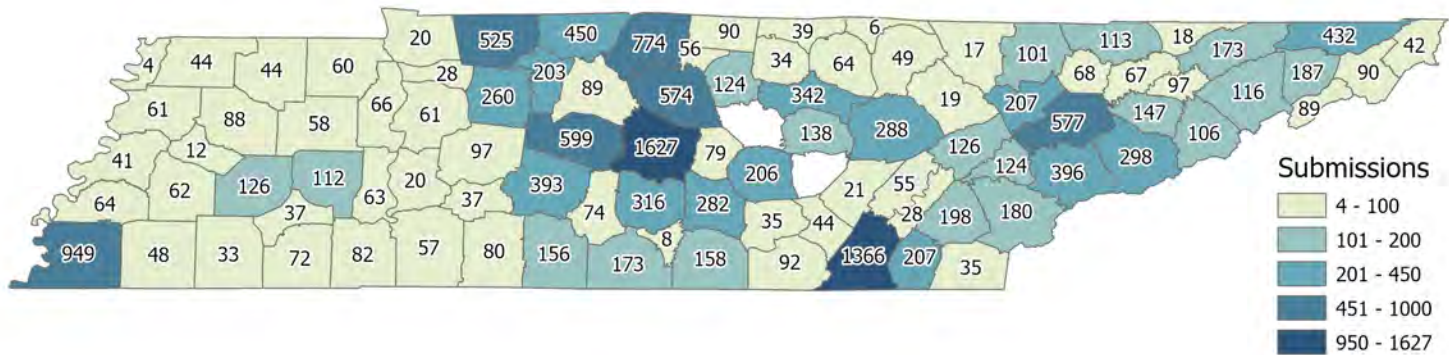 20 525 450 774 56 90 39 6 49 17 101 113 18 173 432 42
4 44 44 60 28 203 89 124 34 64 68 67 97 187 90
61 88 58 66 61 260 574 342 19 207 147 116 89
41 12 97 599 1627 79 138 288 126 577 106
64 62 126 112 63 20 37 393 206 124 396 298
37 74 316 282 35 21 55 28 198 180
949 48 33 72 82 57 80 156 173 8 158 92 44 1366 207 35
Submissions
4 - 100
101 - 200
201 - 450
451 - 1000
950 - 1627